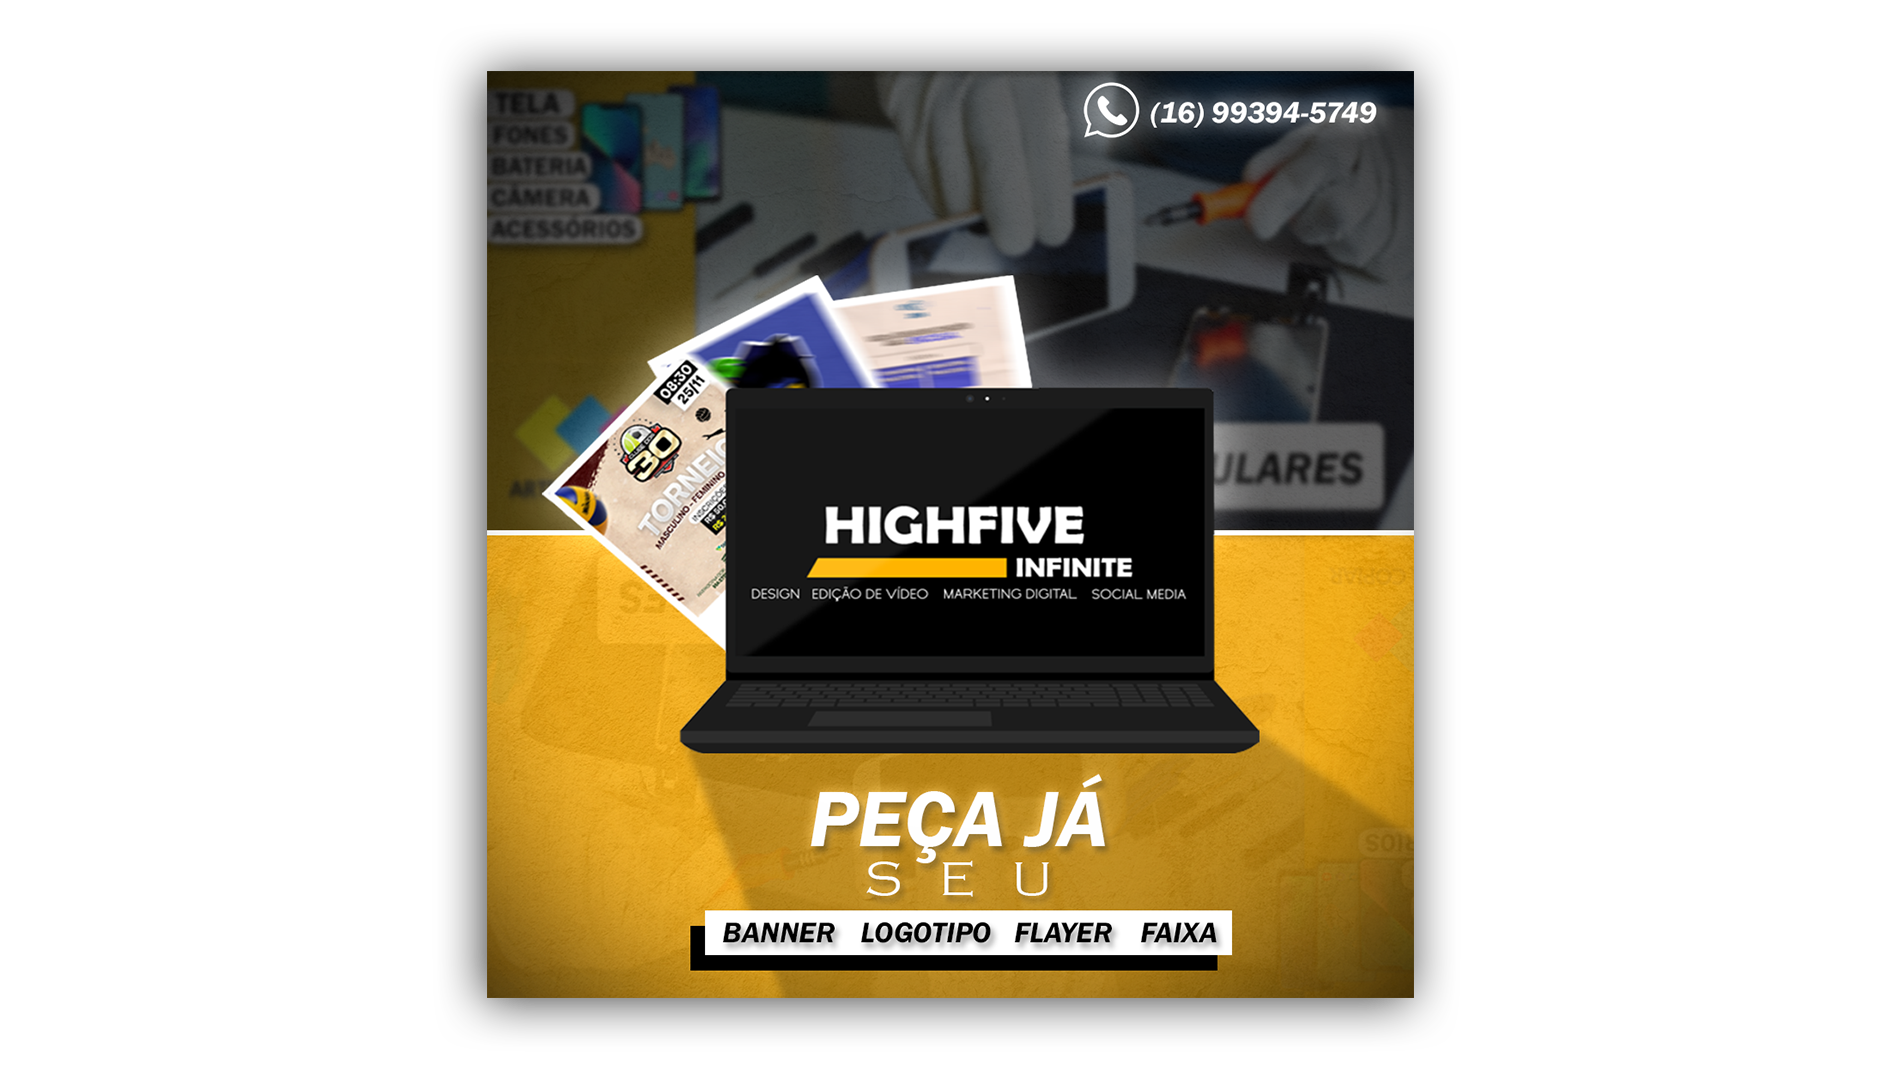 TELA
FONES
BATERIA
CÂMERA
ACESSÓRIOS
(16) 99394-5749
08:30
25/11
30
TORNEIO
MASCULINO - FEMININO
ULARES
HIGHFIVE
INFINITE
DESIGN EDIÇÃO DE VÍDEO MARKETING DIGITAL SOCIAL MEDIA
PEÇA JÁ
SEU
BANNER LOGOTIPO FLAYER FAIXA